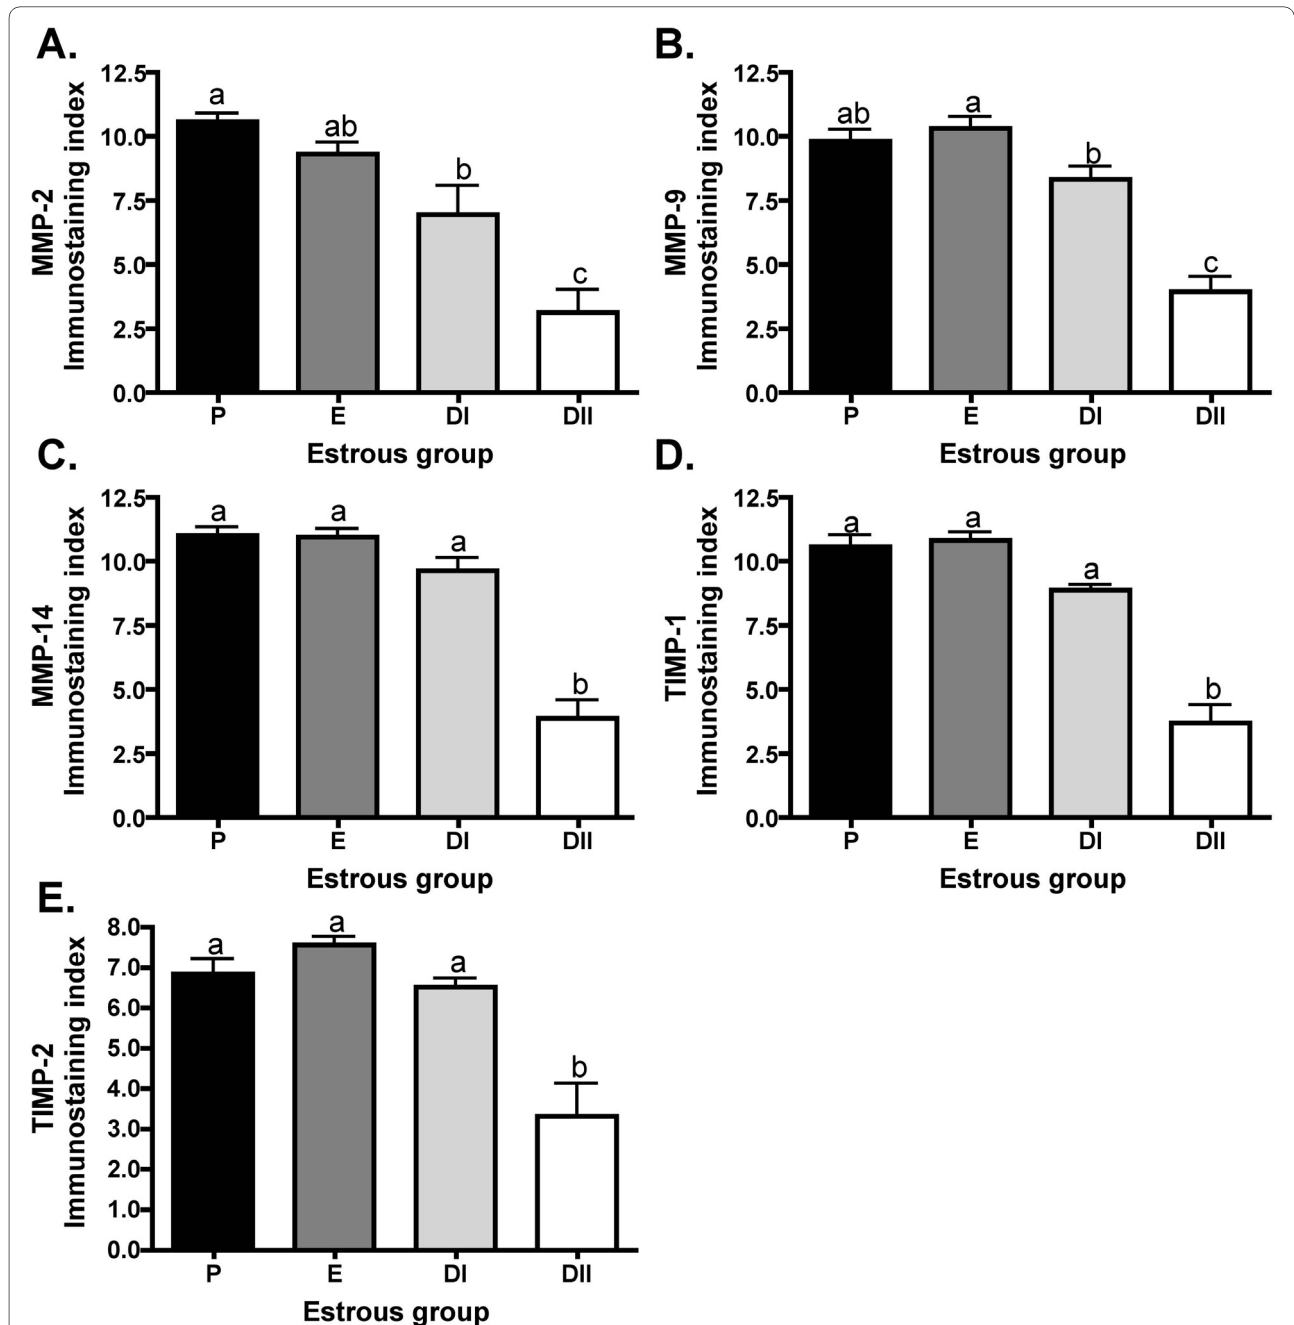 A.
MMP-2
Immunostaining index
12.5
10.0
7.5
5.0
2.5
0.0
a
ab
b
c
P E DI DII
Estrous group
B.
MMP-9
Immunostaining index
12.5
10.0
7.5
5.0
2.5
0.0
ab
a
b
c
P E DI DII
Estrous group
C.
MMP-14
Immunostaining index
12.5
10.0
7.5
5.0
2.5
0.0
a
a
a
b
P E DI DII
Estrous group
D.
TIMP-1
Immunostaining index
12.5
10.0
7.5
5.0
2.5
0.0
a
a
a
b
P E DI DII
Estrous group
E.
TIMP-2
Immunostaining index
8.0
7.0
6.0
5.0
4.0
3.0
2.0
1.0
0.0
a
a
a
b
P E DI DII
Estrous group